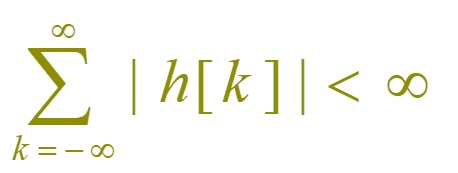 ∞
∑ | h[k]| < ∞
k = − ∞